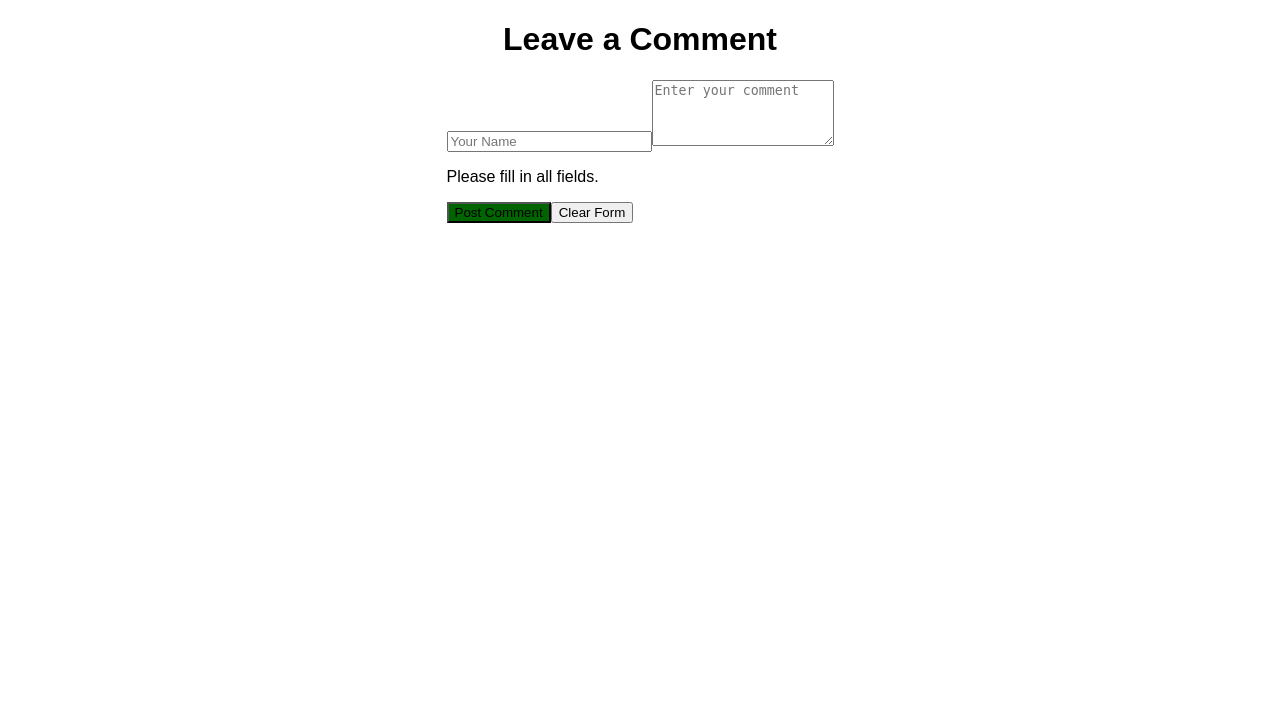 Leave a Comment
Enter your comment
Your Name
Please fill in all fields.
Post Comment Clear Form